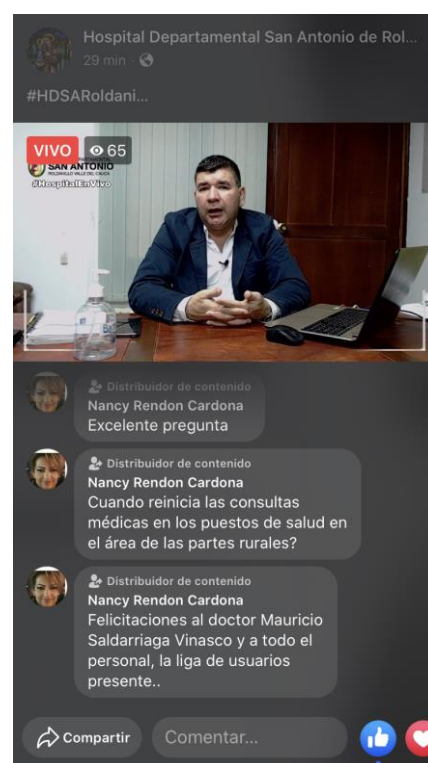 Hospital Departamental San Antonio de Rol...
29 min
#HDSARoldani...
VIVO 65
SAN ANTONIO
ROLDANILLO VALLE DEL CAUCA
#HospitalEnVivo
Distribuidor de contenido
Nancy Rendon Cardona
Excelente pregunta
Distribuidor de contenido
Nancy Rendon Cardona
Cuando reinicia las consultas
médicas en los puestos de salud en
el área de las partes rurales?
Distribuidor de contenido
Nancy Rendon Cardona
Felicitaciones al doctor Mauricio
Saldarriaga Vinasco y a todo el
personal, la liga de usuarios
presente..
Compartir
Comentar...